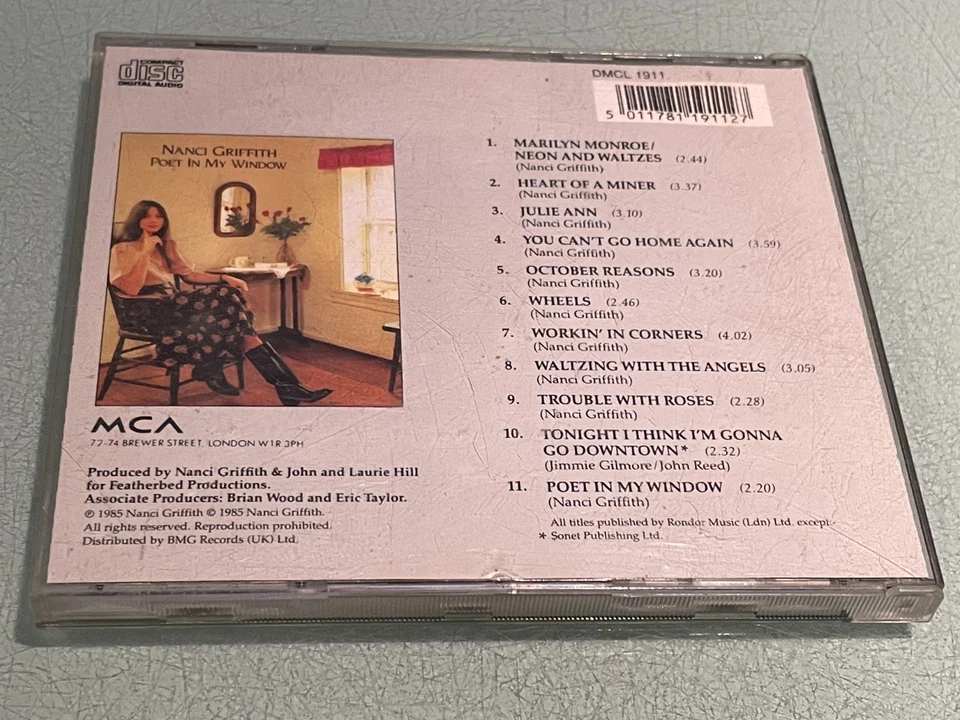 COMPACT
disc
DIGITAL AUDIO
DMCL 1911
5 011781 191127
NANCI GRIFFITH
POET IN MY WINDOW
MCA
72-74 BREWER STREET, LONDON W1R 3PH
Produced by Nanci Griffith & John and Laurie Hill
for Featherbed Productions.
Associate Producers: Brian Wood and Eric Taylor.
℗ 1985 Nanci Griffith © 1985 Nanci Griffith.
All rights reserved. Reproduction prohibited.
Distributed by BMG Records (UK) Ltd.
1. MARILYN MONROE/
NEON AND WALTZES (2.44)
(Nanci Griffith)
2. HEART OF A MINER (3.37)
(Nanci Griffith)
3. JULIE ANN (3.10)
(Nanci Griffith)
4. YOU CAN'T GO HOME AGAIN (3.59)
(Nanci Griffith)
5. OCTOBER REASONS (3.20)
(Nanci Griffith)
6. WHEELS (2.46)
(Nanci Griffith)
7. WORKIN' IN CORNERS (4.02)
(Nanci Griffith)
8. WALTZING WITH THE ANGELS (3.05)
(Nanci Griffith)
9. TROUBLE WITH ROSES (2.28)
(Nanci Griffith)
10. TONIGHT I THINK I'M GONNA
GO DOWNTOWN* (2.32)
(Jimmie Gilmore/John Reed)
11. POET IN MY WINDOW (2.20)
(Nanci Griffith)
All titles published by Rondor Music (Ldn) Ltd. except:-
* Sonet Publishing Ltd.